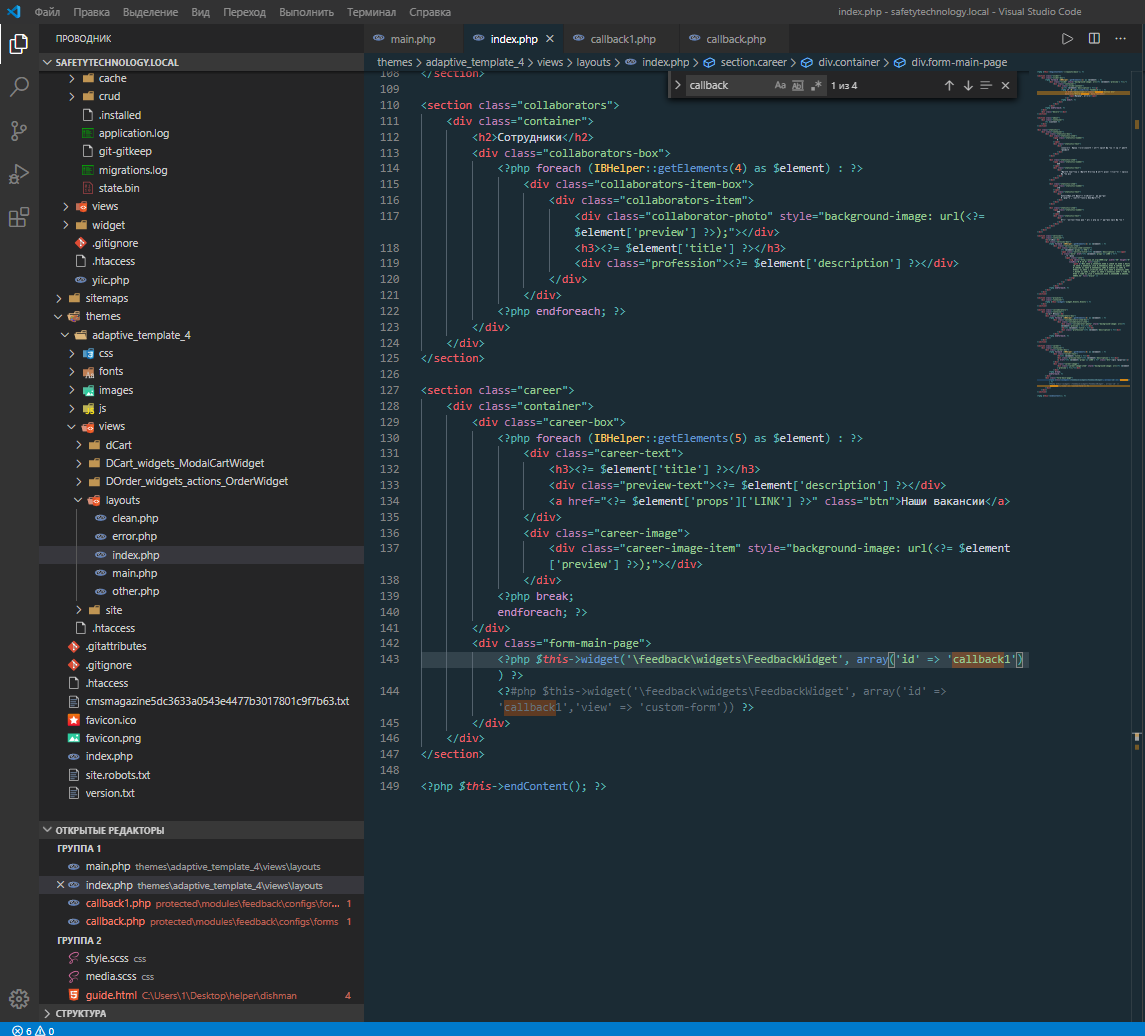 Файл Правка Выделение Вид Переход Выполнить Терминал Справка
index.php - safetytechnology.local - Visual Studio Code
ПРОВОДНИК
SAFETYTECHNOLOGY.LOCAL
cache
crud
.installed
application.log
git-gitkeep
migrations.log
state.bin
views
widget
.gitignore
.htaccess
yiic.php
sitemaps
themes
adaptive_template_4
css
fonts
images
js
views
dCart
DCart_widgets_ModalCartWidget
DOrder_widgets_actions_OrderWidget
layouts
clean.php
error.php
index.php
main.php
other.php
site
.htaccess
.gitattributes
.gitignore
.htaccess
cmsmagazine5dc3633a0543e4477b3017801c9f7b63.txt
favicon.ico
favicon.png
index.php
site.robots.txt
version.txt
ОТКРЫТЫЕ РЕДАКТОРЫ
ГРУППА 1
main.php themes\adaptive_template_4\views\layouts
index.php themes\adaptive_template_4\views\layouts
callback1.php protected\modules\feedback\configs\for... 1
callback.php protected\modules\feedback\configs\forms 1
ГРУППА 2
style.scss css
media.scss css
guide.html C:\Users\1\Desktop\helper\dishman 4
СТРУКТУРА
6 0
main.php index.php callback1.php callback.php
themes > adaptive_template_4 > views > layouts > index.php > section.career > div.container > div.form-main-page
callback Aa ab 1 из 4
108 </section>
109
110 <section class="collaborators">
111 <div class="container">
112 <h2>Сотрудники</h2>
113 <div class="collaborators-box">
114 <?php foreach (IBHelper::getElements(4) as $element) : ?>
115 <div class="collaborators-item-box">
116 <div class="collaborators-item">
117 <div class="collaborator-photo" style="background-image: url(<?=
$element['preview'] ?>);"></div>
118 <h3><?= $element['title'] ?></h3>
119 <div class="profession"><?= $element['description'] ?></div>
120 </div>
121 </div>
122 <?php endforeach; ?>
123 </div>
124 </div>
125 </section>
126
127 <section class="career">
128 <div class="container">
129 <div class="career-box">
130 <?php foreach (IBHelper::getElements(5) as $element) : ?>
131 <div class="career-text">
132 <h3><?= $element['title'] ?></h3>
133 <div class="preview-text"><?= $element['description'] ?></div>
134 <a href="<?= $element['props']['LINK'] ?>" class="btn">Наши вакансии</a>
135 </div>
136 <div class="career-image">
137 <div class="career-image-item" style="background-image: url(<?= $element
['preview'] ?>);"></div>
138 </div>
139 <?php break;
140 endforeach; ?>
141 </div>
142 <div class="form-main-page">
143 <?php $this->widget('\feedback\widgets\FeedbackWidget', array('id' => 'callback1')
) ?>
144 <?#php $this->widget('\feedback\widgets\FeedbackWidget', array('id' =>
'callback1','view' => 'custom-form')) ?>
145 </div>
146 </div>
147 </section>
148
149 <?php $this->endContent(); ?>